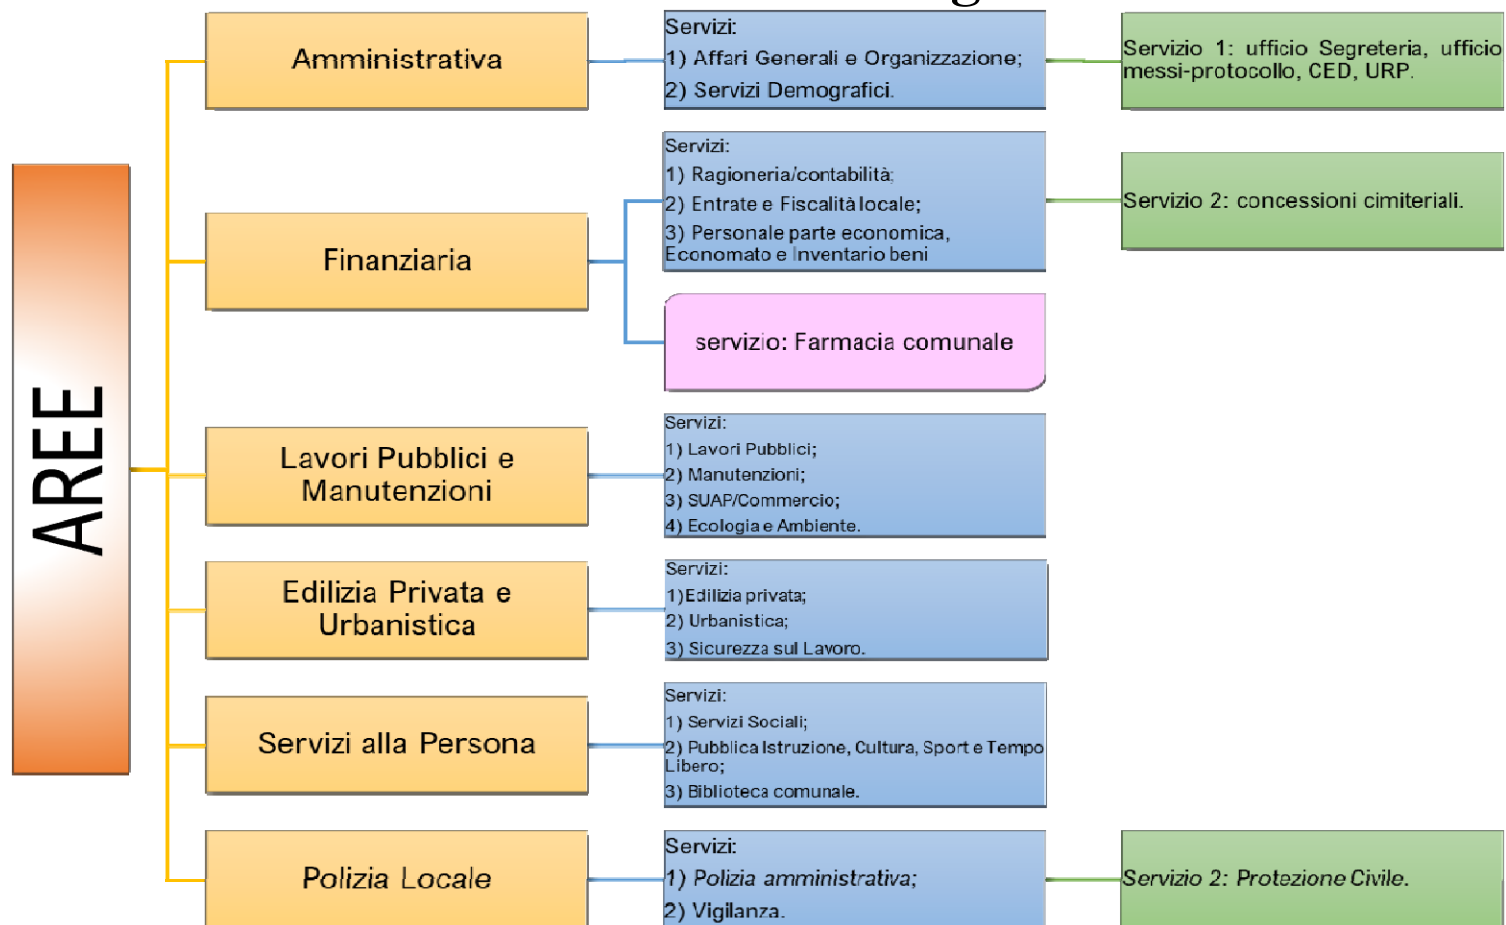 AREE
Amministrativa
Servizi:
1) Affari Generali e Organizzazione;
2) Servizi Demografici.
Servizio 1: ufficio Segreteria, ufficio
messi-protocollo, CED, URP.
Finanziaria
Servizi:
1) Ragioneria/contabilità;
2) Entrate e Fiscalità locale;
3) Personale parte economica,
Economato e Inventario beni
Servizio 2: concessioni cimiteriali.
servizio: Farmacia comunale
Lavori Pubblici e
Manutenzioni
Servizi:
1) Lavori Pubblici;
2) Manutenzioni;
3) SUAP/Commercio;
4) Ecologia e Ambiente.
Edilizia Privata e
Urbanistica
Servizi:
1)Edilizia privata;
2) Urbanistica;
3) Sicurezza sul Lavoro.
Servizi alla Persona
Servizi:
1) Servizi Sociali;
2) Pubblica Istruzione, Cultura, Sport e Tempo
Libero;
3) Biblioteca comunale.
Polizia Locale
Servizi:
1) Polizia amministrativa;
2) Vigilanza.
Servizio 2: Protezione Civile.